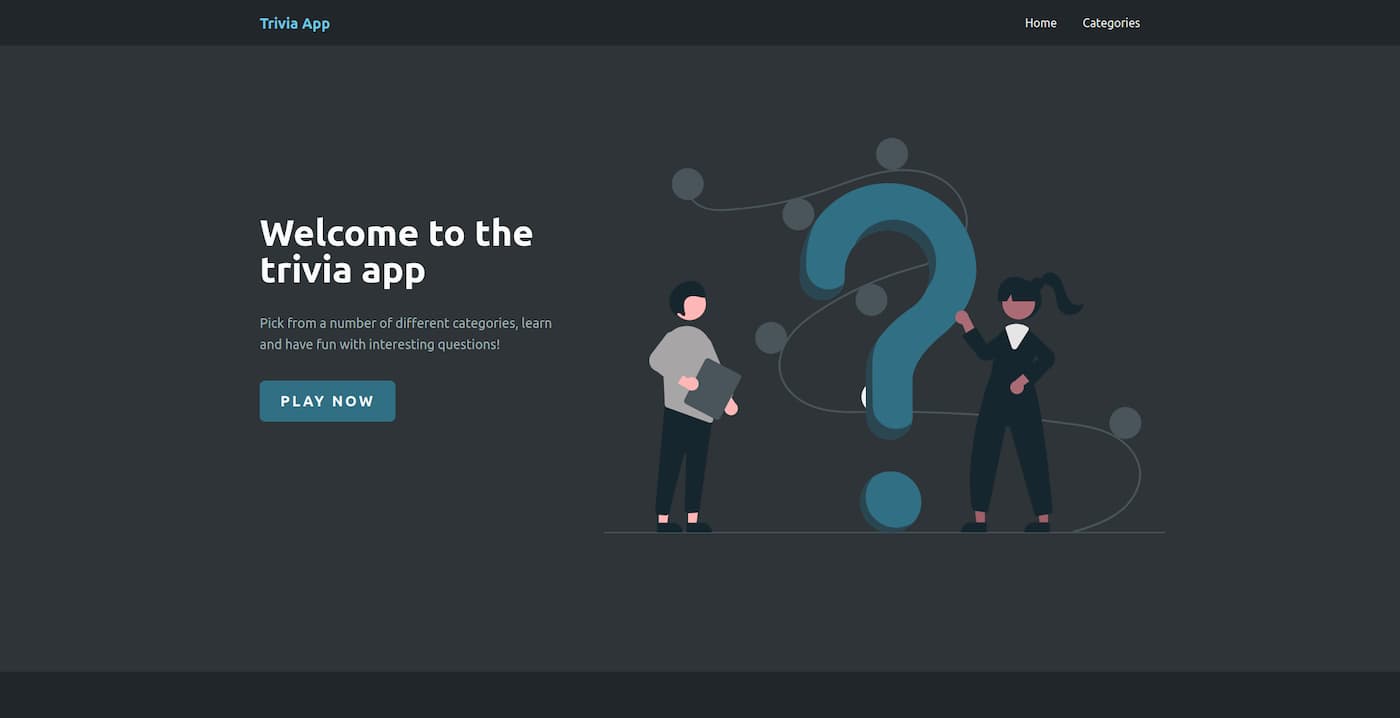 Trivia App
Home
Categories
Welcome to the
trivia app
Pick from a number of different categories, learn
and have fun with interesting questions!
PLAY NOW